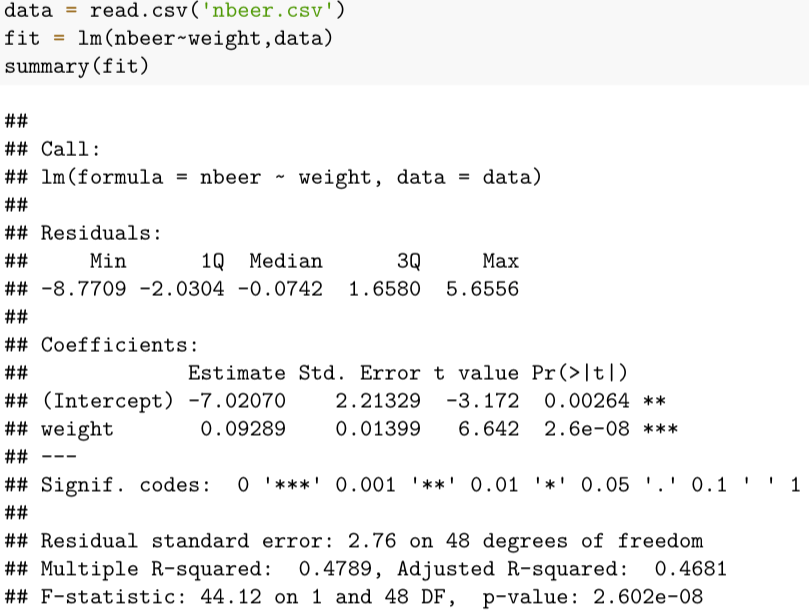 data = read.csv('nbeer.csv')
fit = lm(nbeer~weight,data)
summary(fit)
##
## Call:
## lm(formula = nbeer ~ weight, data = data)
##
## Residuals:
##     Min      1Q  Median      3Q     Max
## -8.7709 -2.0304 -0.0742  1.6580  5.6556
##
## Coefficients:
##             Estimate Std. Error t value Pr(>|t|)
## (Intercept) -7.02070    2.21329  -3.172  0.00264 **
## weight       0.09289    0.01399   6.642  2.6e-08 ***
## ---
## Signif. codes:  0 '***' 0.001 '**' 0.01 '*' 0.05 '.' 0.1 ' ' 1
##
## Residual standard error: 2.76 on 48 degrees of freedom
## Multiple R-squared:  0.4789, Adjusted R-squared:  0.4681
## F-statistic: 44.12 on 1 and 48 DF,  p-value: 2.602e-08